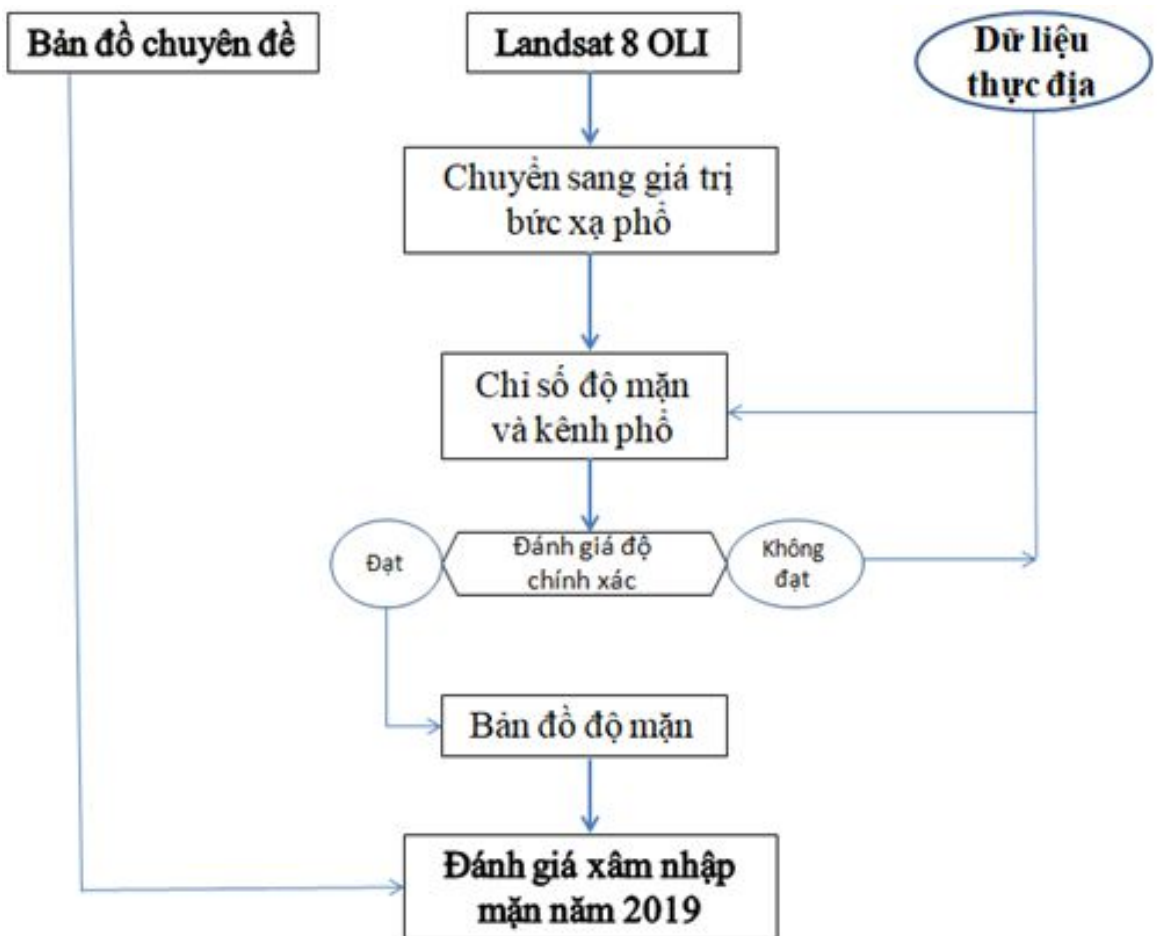 Bản đồ chuyên đề
Landsat 8 OLI
Dữ liệu
thực địa
Chuyển sang giá trị
bức xạ phổ
Chỉ số độ mặn
và kênh phổ
Đạt
Đánh giá độ
chính xác
Không
đạt
Bản đồ độ mặn
Đánh giá xâm nhập
mặn năm 2019